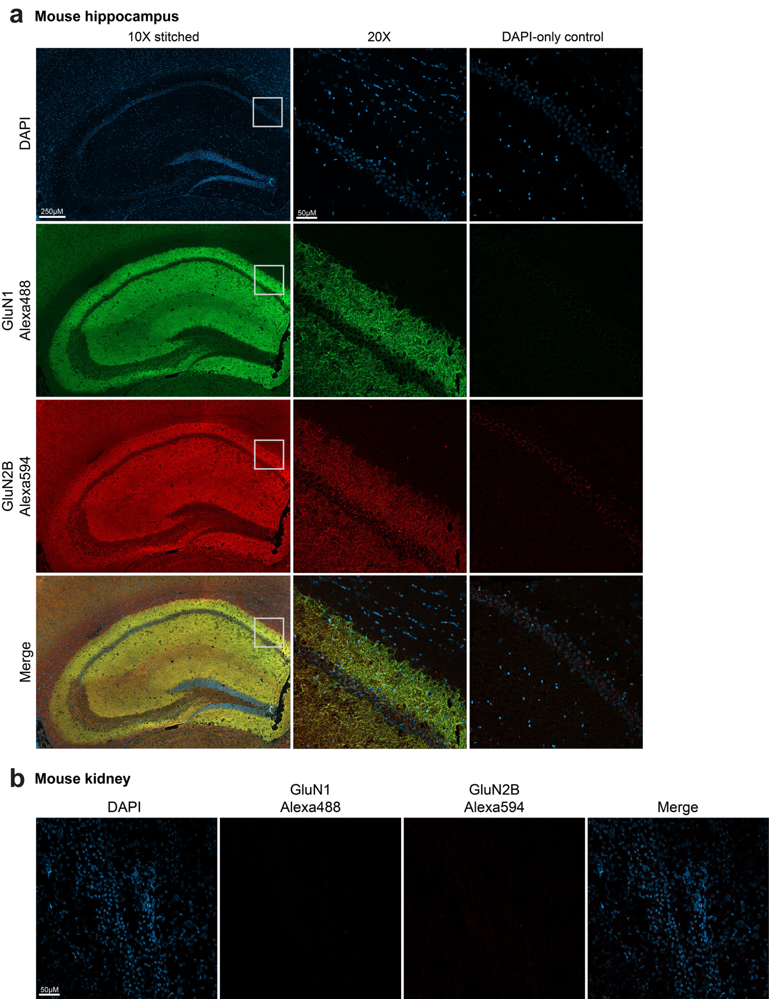 a Mouse hippocampus
10X stitched 20X DAPI-only control
DAPI
250µM
50µM
GluN1
Alexa488
GluN2B
Alexa594
Merge
b Mouse kidney
DAPI
GluN1
Alexa488
GluN2B
Alexa594
Merge
50µM